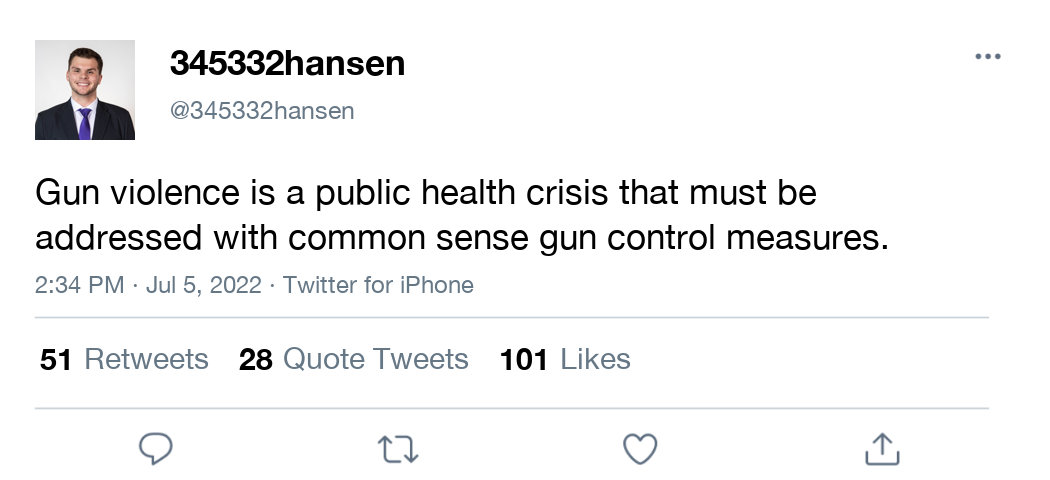 345332hansen
@345332hansen
Gun violence is a public health crisis that must be
addressed with common sense gun control measures.
2:34 PM · Jul 5, 2022 · Twitter for iPhone
51 Retweets 28 Quote Tweets 101 Likes